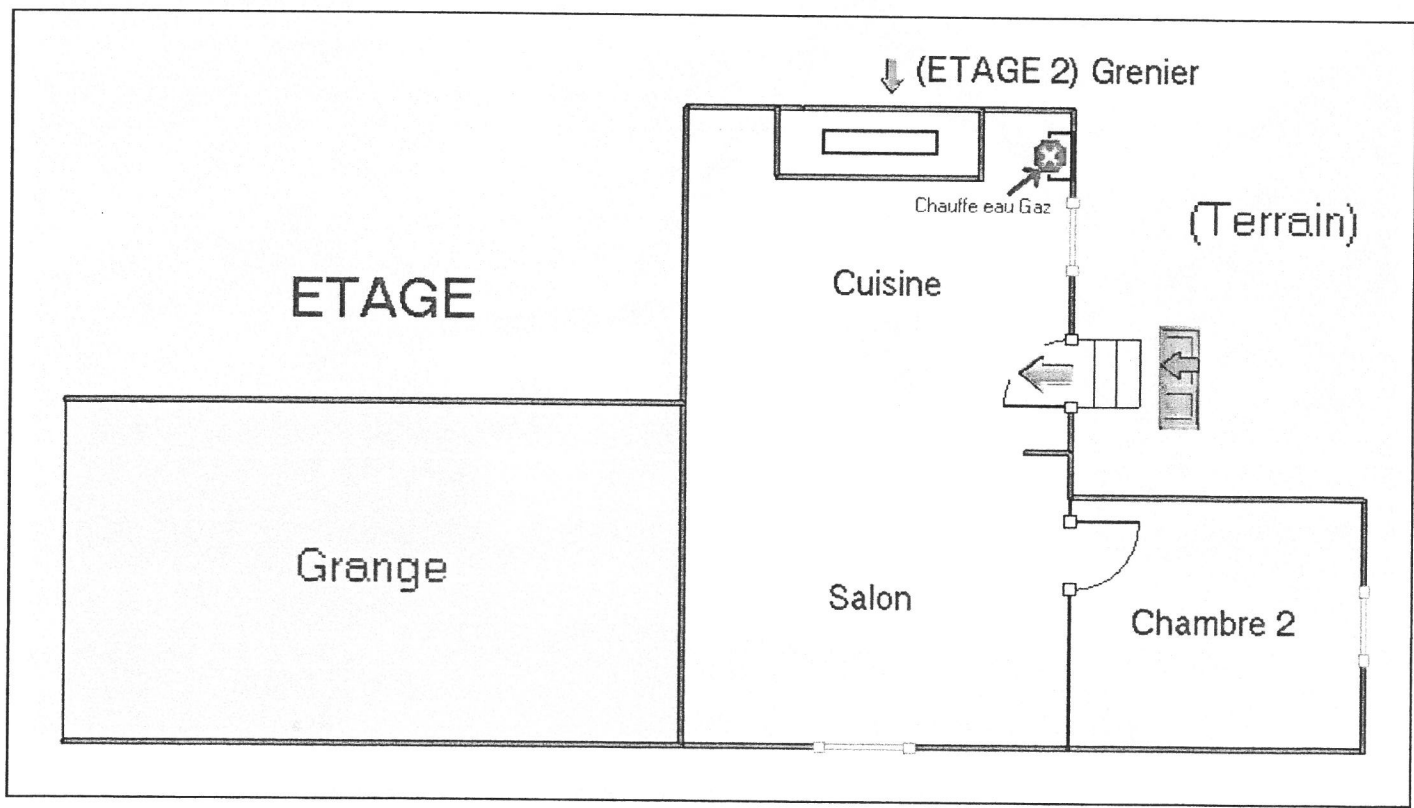 (ETAGE 2) Grenier
Chauffe eau Gaz
(Terrain)
Cuisine
ETAGE
Grange
Salon
Chambre 2